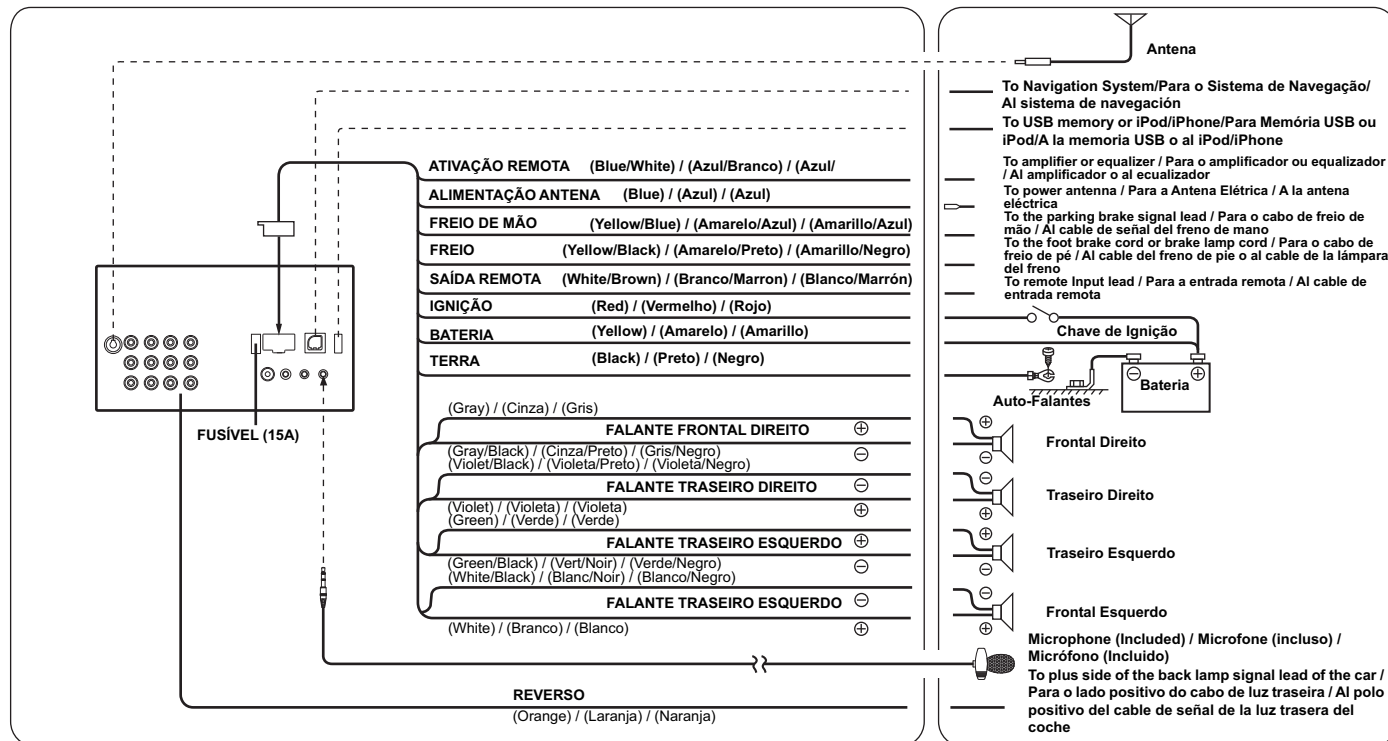 Antena
To Navigation System/Para o Sistema de Navegação/
Al sistema de navegación
To USB memory or iPod/iPhone/Para Memória USB ou
iPod/A la memoria USB o al iPod/iPhone
ATIVAÇÃO REMOTA (Blue/White) / (Azul/Branco) / (Azul/
To amplifier or equalizer / Para o amplificador ou equalizador
/ Al amplificador o al ecualizador
ALIMENTAÇÃO ANTENA (Blue) / (Azul) / (Azul)
To power antenna / Para a Antena Elétrica / A la antena
eléctrica
FREIO DE MÃO (Yellow/Blue) / (Amarelo/Azul) / (Amarillo/Azul)
To the parking brake signal lead / Para o cabo de freio de
mão / Al cable de señal del freno de mano
FREIO (Yellow/Black) / (Amarelo/Preto) / (Amarillo/Negro)
To the foot brake cord or brake lamp cord / Para o cabo de
freio de pé / Al cable del freno de pie o al cable de la lámpara
del freno
SAÍDA REMOTA (White/Brown) / (Branco/Marron) / (Blanco/Marrón)
To remote Input lead / Para a entrada remota / Al cable de
entrada remota
IGNIÇÃO (Red) / (Vermelho) / (Rojo)
Chave de Ignição
BATERIA (Yellow) / (Amarelo) / (Amarillo)
TERRA (Black) / (Preto) / (Negro)
Bateria
Auto-Falantes
FUSÍVEL (15A)
(Gray) / (Cinza) / (Gris)
FALANTE FRONTAL DIREITO
Frontal Direito
(Gray/Black) / (Cinza/Preto) / (Gris/Negro)
(Violet/Black) / (Violeta/Preto) / (Violeta/Negro)
FALANTE TRASEIRO DIREITO
Traseiro Direito
(Violet) / (Violeta) / (Violeta)
(Green) / (Verde) / (Verde)
FALANTE TRASEIRO ESQUERDO
Traseiro Esquerdo
(Green/Black) / (Vert/Noir) / (Verde/Negro)
(White/Black) / (Blanc/Noir) / (Blanco/Negro)
FALANTE TRASEIRO ESQUERDO
Frontal Esquerdo
(White) / (Branco) / (Blanco)
Microphone (Included) / Microfone (incluso) /
Micrófono (Incluido)
REVERSO
(Orange) / (Laranja) / (Naranja)
To plus side of the back lamp signal lead of the car /
Para o lado positivo do cabo de luz traseira / Al polo
positivo del cable de señal de la luz trasera del
coche